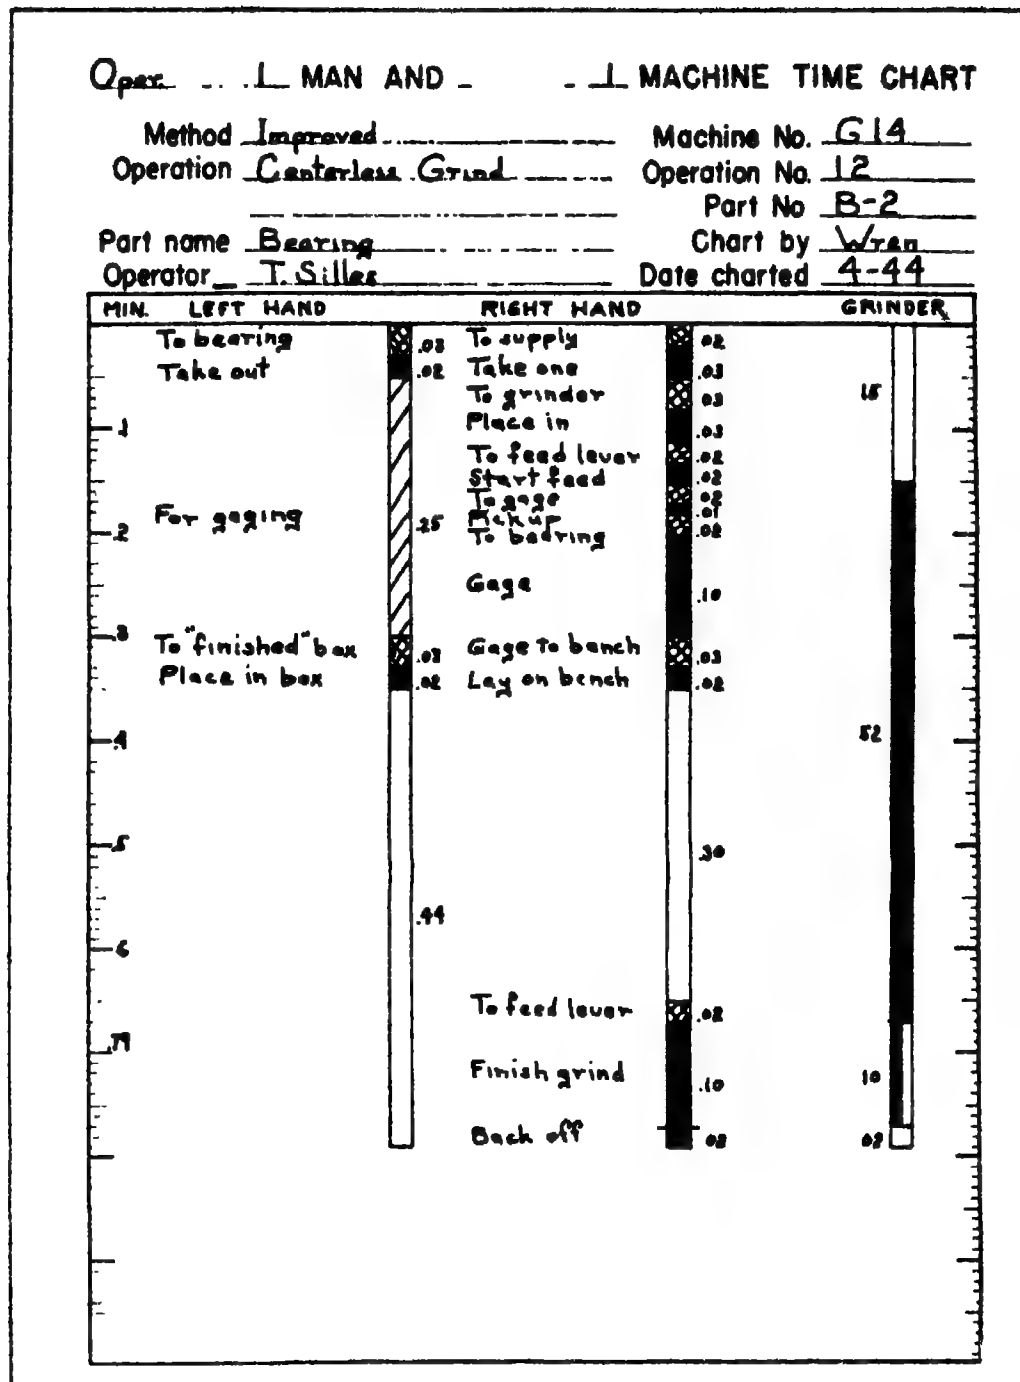 Oper. 1 MAN AND 1 MACHINE TIME CHART
Method Improved Machine No. G14
Operation Centerless Grind Operation No. 12
Part No B-2
Part name Bearing Chart by Wren
Operator T. Silles Date charted 4-44
MIN. LEFT HAND RIGHT HAND GRINDER
To bearing .03 To supply .02
Take out .02 Take one .03
To grinder .03 15
Place in .03
.1
To feed lever .02
Start feed .02
To gage .02
For gaging .25 Pickup .01
.2 To bearing .02
Gage .10
.3
To "finished" box .03 Gage to bench .03
Place in box .02 Lay on bench .02
.4 52
.5 .30
.44
.6
To feed lever .02
.79
Finish grind .10 10
Back off .02 02